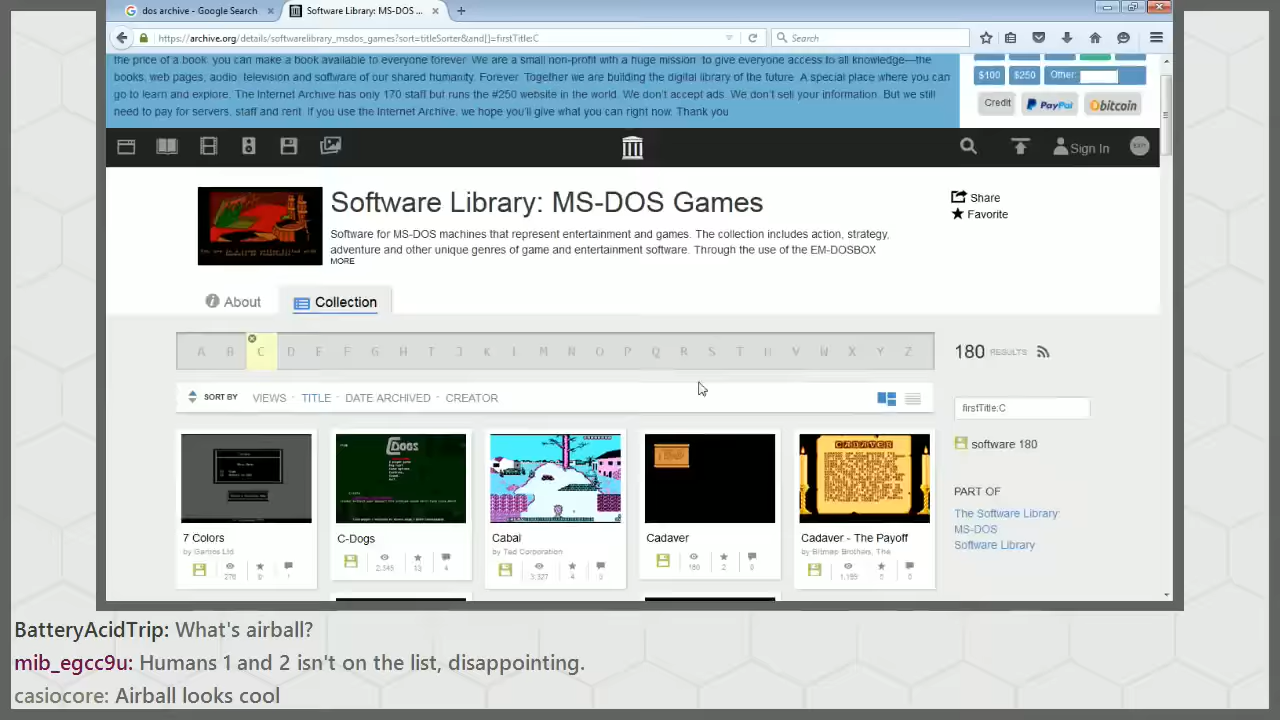 dos archive - Google Search
Software Library: MS-DOS ...
https://archive.org/details/softwarelibrary_msdos_games?sort=titleSorter&and[]=firstTitle:C
Search
the price of a book, you can make a book available to everyone forever. We are a small non-profit with a huge mission to give everyone access to all knowledge—the
books, web pages, audio, television and software of our shared humanity. Forever. Together we are building the digital library of the future. A special place where you can
go to learn and explore. The Internet Archive has only 170 staff but runs the #250 website in the world. We don't accept ads. We don't sell your information. But we still
need to pay for servers, staff and rent. If you use the Internet Archive, we hope you'll give what you can right now. Thank you
$100 $250 Other:
Credit PayPal bitcoin
Sign In
Software Library: MS-DOS Games
Software for MS-DOS machines that represent entertainment and games. The collection includes action, strategy,
adventure and other unique genres of game and entertainment software. Through the use of the EM-DOSBOX
MORE
Share
Favorite
About
Collection
A B C D E F G H I J K L M N O P Q R S T U V W X Y Z
180 RESULTS
SORT BY VIEWS · TITLE · DATE ARCHIVED · CREATOR
firstTitle:C
software 180
PART OF
The Software Library:
MS-DOS
Software Library
DOGS
CADAVER
7 Colors
C-Dogs
Cabal
by Tad Corporation
Cadaver
Cadaver - The Payoff
by Bitmap Brothers, The
3,327
BatteryAcidTrip: What's airball?
mib_egcc9u: Humans 1 and 2 isn't on the list, disappointing.
casiocore: Airball looks cool